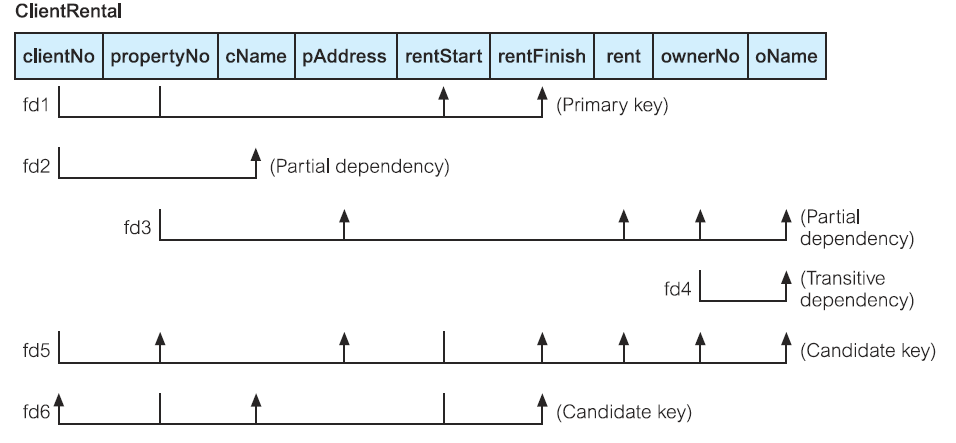 ClientRental
clientNo propertyNo cName pAddress rentStart rentFinish rent ownerNo oName
fd1 (Primary key)
fd2 (Partial dependency)
fd3 (Partial
dependency)
fd4 (Transitive
dependency)
fd5 (Candidate key)
fd6 (Candidate key)